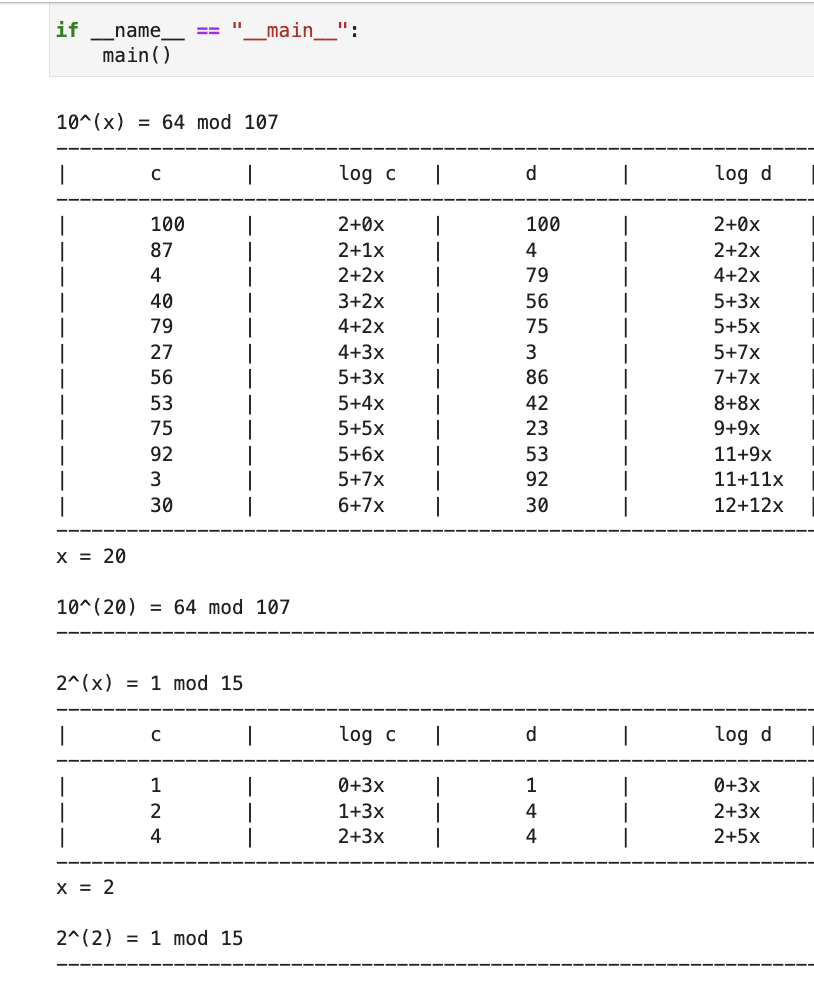 if __name__ == "__main__":
    main()
10^(x) = 64 mod 107
| c | log c | d | log d |
| 100 | 2+0x | 100 | 2+0x |
| 87 | 2+1x | 4 | 2+2x |
| 4 | 2+2x | 79 | 4+2x |
| 40 | 3+2x | 56 | 5+3x |
| 79 | 4+2x | 75 | 5+5x |
| 27 | 4+3x | 3 | 5+7x |
| 56 | 5+3x | 86 | 7+7x |
| 53 | 5+4x | 42 | 8+8x |
| 75 | 5+5x | 23 | 9+9x |
| 92 | 5+6x | 53 | 11+9x |
| 3 | 5+7x | 92 | 11+11x |
| 30 | 6+7x | 30 | 12+12x |
x = 20
10^(20) = 64 mod 107
2^(x) = 1 mod 15
| c | log c | d | log d |
| 1 | 0+3x | 1 | 0+3x |
| 2 | 1+3x | 4 | 2+3x |
| 4 | 2+3x | 4 | 2+5x |
x = 2
2^(2) = 1 mod 15